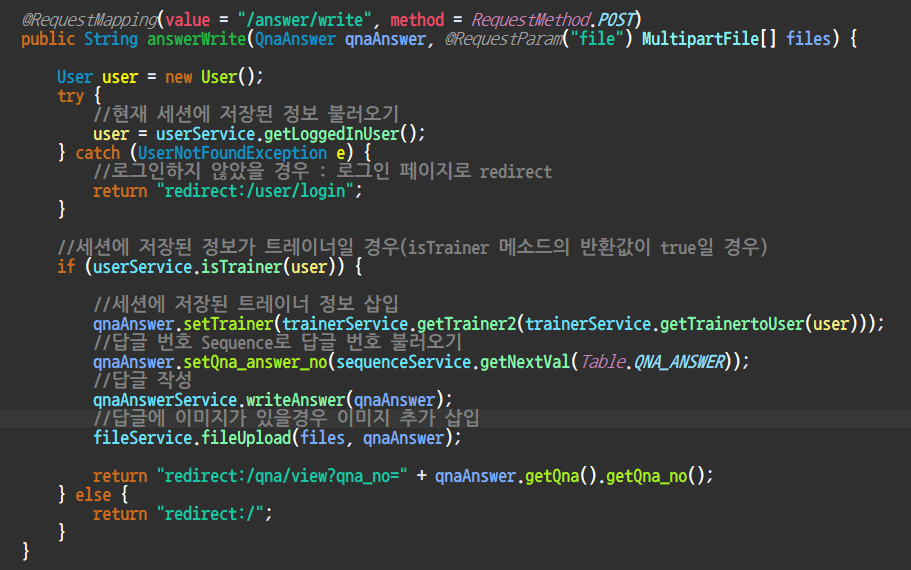 @RequestMapping(value = "/answer/write", method = RequestMethod.POST)
public String answerWrite(QnaAnswer qnaAnswer, @RequestParam("file") MultipartFile[] files) {
User user = new User();
try {
//현재 세션에 저장된 정보 불러오기
user = userService.getLoggedInUser();
} catch (UserNotFoundException e) {
//로그인하지 않았을 경우 : 로그인 페이지로 redirect
return "redirect:/user/login";
}
//세션에 저장된 정보가 트레이너일 경우(isTrainer 메소드의 반환값이 true일 경우)
if (userService.isTrainer(user)) {
//세션에 저장된 트레이너 정보 삽입
qnaAnswer.setTrainer(trainerService.getTrainer2(trainerService.getTrainertoUser(user)));
//답글 번호 Sequence로 답글 번호 불러오기
qnaAnswer.setQna_answer_no(sequenceService.getNextVal(Table.QNA_ANSWER));
//답글 작성
qnaAnswerService.writeAnswer(qnaAnswer);
//답글에 이미지가 있을경우 이미지 추가 삽입
fileService.fileUpload(files, qnaAnswer);
return "redirect:/qna/view?qna_no=" + qnaAnswer.getQna().getQna_no();
} else {
return "redirect:/";
}
}